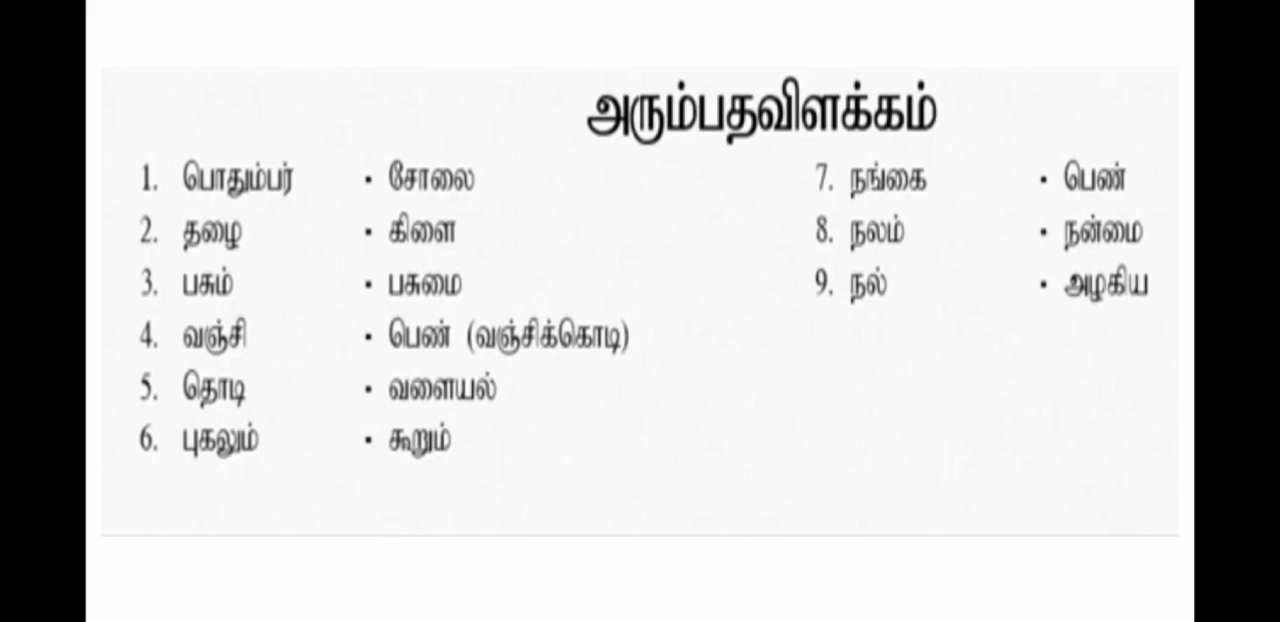 அரும்பதவிளக்கம்
1. பொதும்பர் - சோலை
2. தழை - கிளை
3. பசும் - பசுமை
4. வஞ்சி - பெண் (வஞ்சிக்கொடி)
5. தொடி - வளையல்
6. புகலும் - கூறும்
7. நங்கை - பெண்
8. நலம் - நன்மை
9. நல் - அழகிய